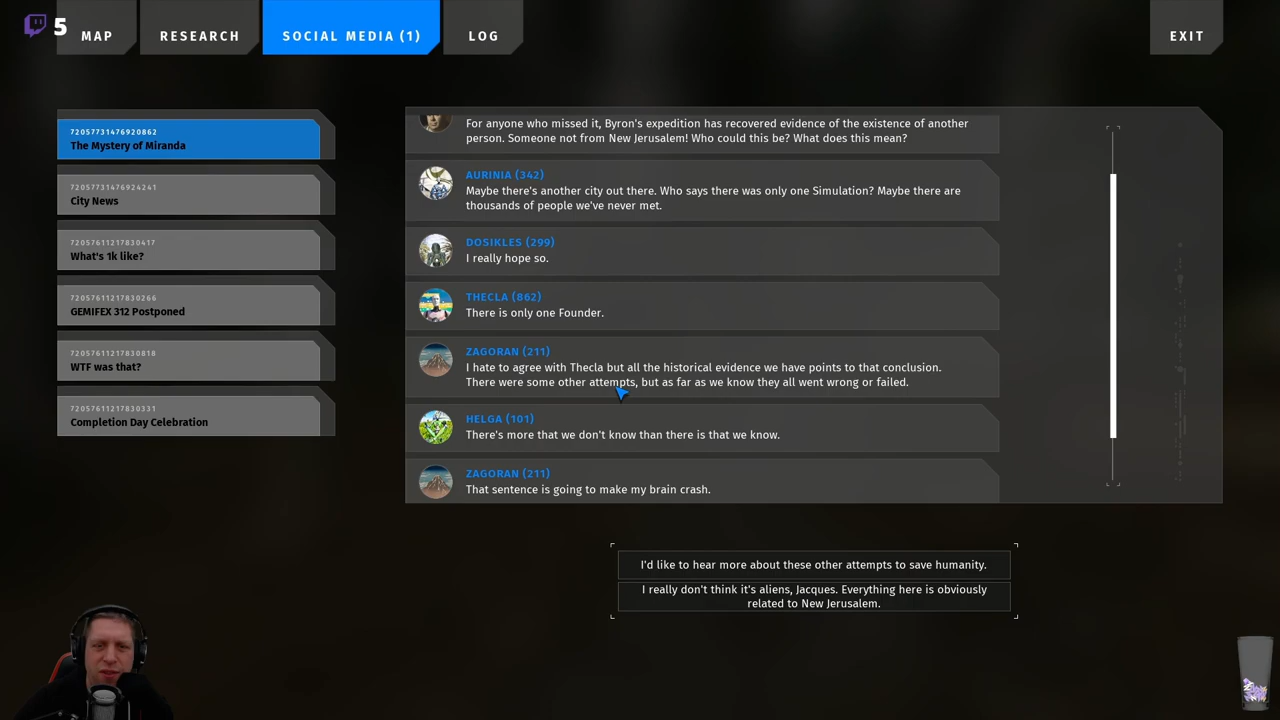 5
MAP
RESEARCH
SOCIAL MEDIA (1)
LOG
EXIT
72057731476920862
The Mystery of Miranda
72057731476924241
City News
72057611217830417
What's 1k like?
72057611217830266
GEMIFEX 312 Postponed
72057611217830818
WTF was that?
72057611217830331
Completion Day Celebration
For anyone who missed it, Byron's expedition has recovered evidence of the existence of another
person. Someone not from New Jerusalem! Who could this be? What does this mean?
AURINIA (342)
Maybe there's another city out there. Who says there was only one Simulation? Maybe there are
thousands of people we've never met.
DOSIKLES (299)
I really hope so.
THECLA (862)
There is only one Founder.
ZAGORAN (211)
I hate to agree with Thecla but all the historical evidence we have points to that conclusion.
There were some other attempts, but as far as we know they all went wrong or failed.
HELGA (101)
There's more that we don't know than there is that we know.
ZAGORAN (211)
That sentence is going to make my brain crash.
I'd like to hear more about these other attempts to save humanity.
I really don't think it's aliens, Jacques. Everything here is obviously
related to New Jerusalem.